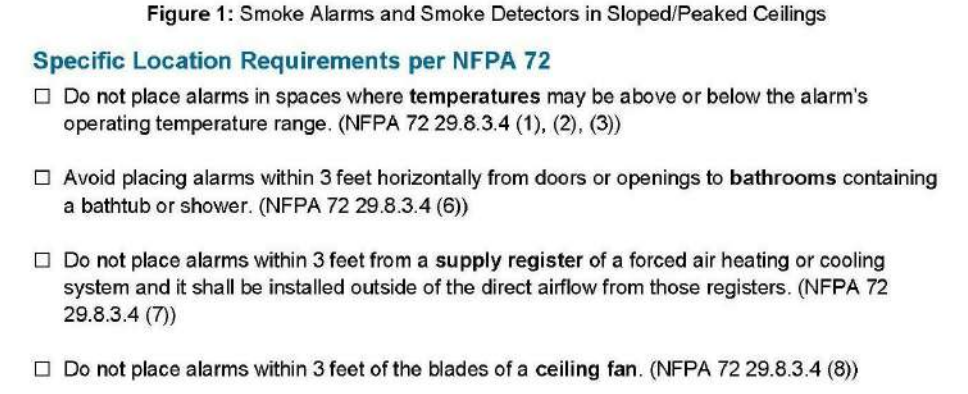 Figure 1: Smoke Alarms and Smoke Detectors in Sloped/Peaked Ceilings
Specific Location Requirements per NFPA 72
☐ Do not place alarms in spaces where temperatures may be above or below the alarm's
operating temperature range. (NFPA 72 29.8.3.4 (1), (2), (3))
☐ Avoid placing alarms within 3 feet horizontally from doors or openings to bathrooms containing
a bathtub or shower. (NFPA 72 29.8.3.4 (6))
☐ Do not place alarms within 3 feet from a supply register of a forced air heating or cooling
system and it shall be installed outside of the direct airflow from those registers. (NFPA 72
29.8.3.4 (7))
☐ Do not place alarms within 3 feet of the blades of a ceiling fan. (NFPA 72 29.8.3.4 (8))